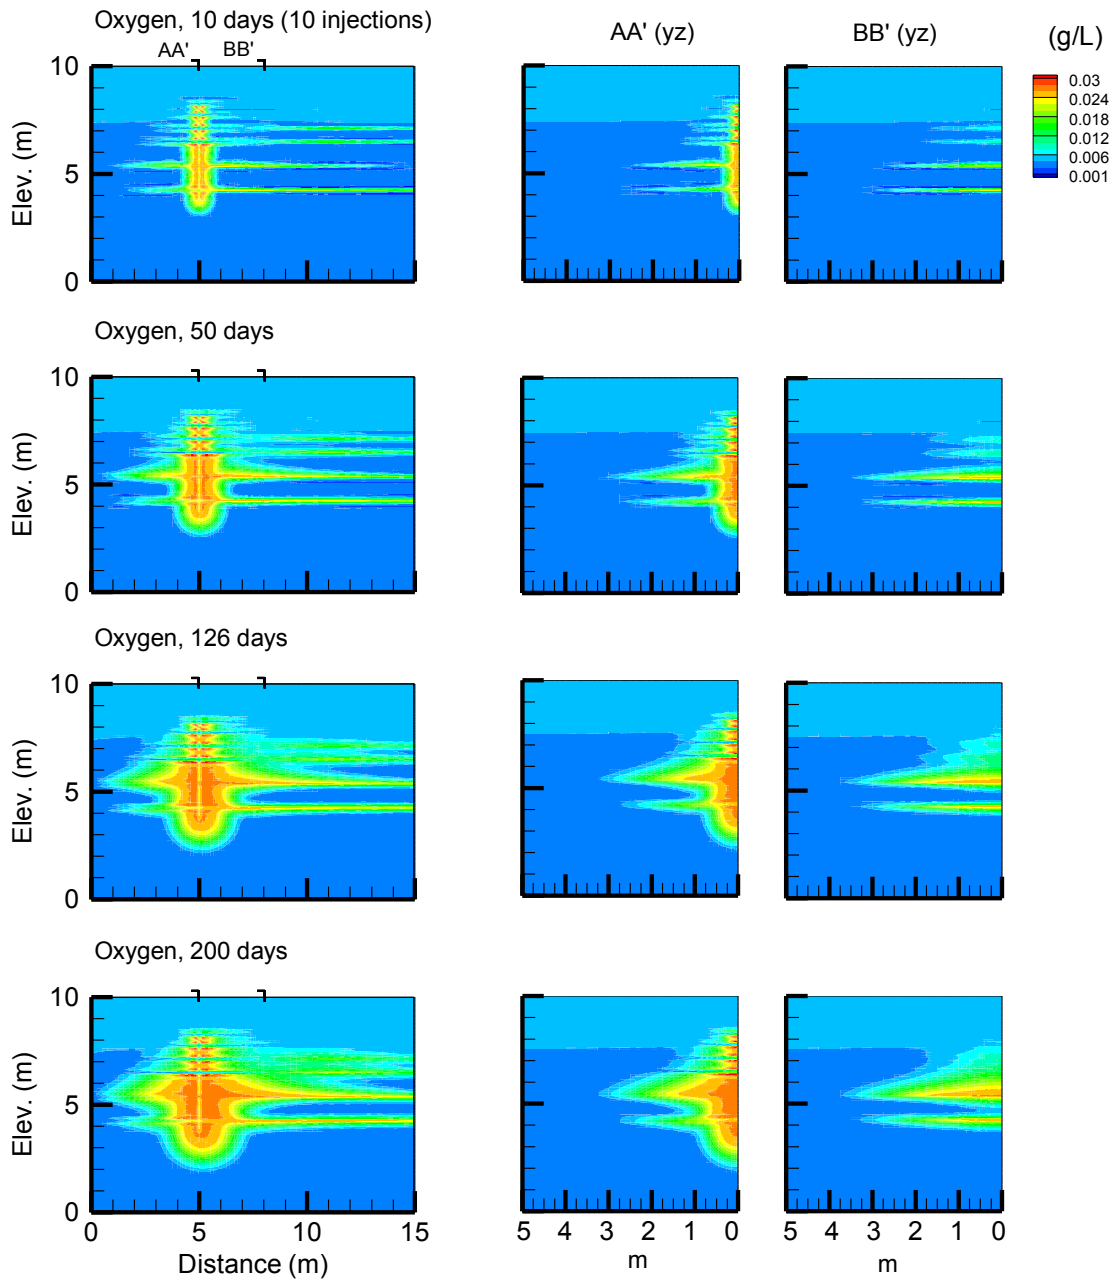 Oxygen, 10 days (10 injections)
AA' BB'
AA' (yz)
BB' (yz)
(g/L)
0.03
0.024
0.018
0.012
0.006
0.001
10
5
0
Elev. (m)
Oxygen, 50 days
10
5
0
Elev. (m)
Oxygen, 126 days
10
5
0
Elev. (m)
Oxygen, 200 days
10
5
0
Elev. (m)
0 5 10 15
Distance (m)
5 4 3 2 1 0
m
5 4 3 2 1 0
m